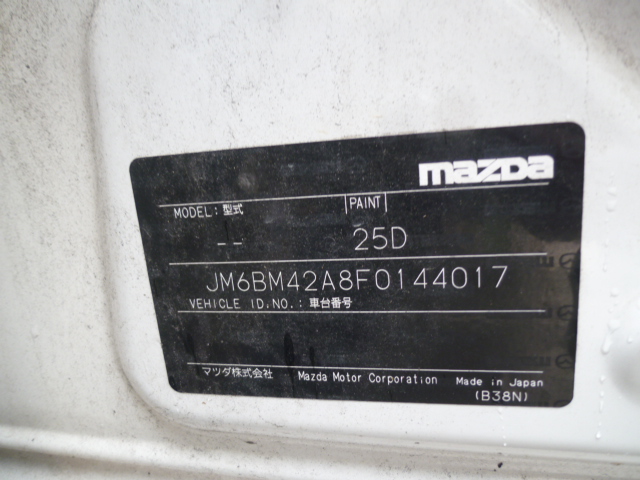 mazda
MODEL: 型式 PAINT
-- 25D
JM6BM42A8F0144017
VEHICLE ID.NO.: 車台番号
マツダ株式会社 Mazda Motor Corporation Made in Japan
(B38N)